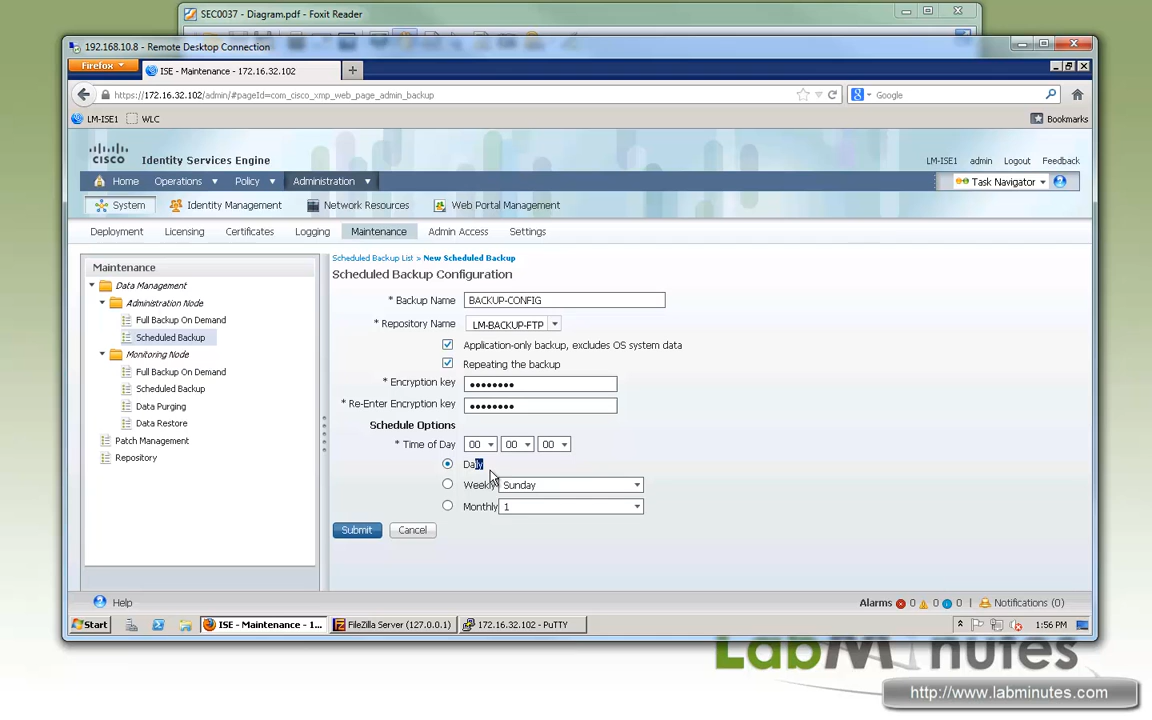 SEC0037 - Diagram.pdf - Foxit Reader
192.168.10.8 - Remote Desktop Connection
Firefox
ISE - Maintenance - 172.16.32.102
https://172.16.32.102/admin/#pageId=com_cisco_xmp_web_page_admin_backup
Google
LM-ISE1 WLC
Bookmarks
CISCO Identity Services Engine
LM-ISE1 admin Logout Feedback
Home Operations Policy Administration
Task Navigator
System Identity Management Network Resources Web Portal Management
Deployment Licensing Certificates Logging Maintenance Admin Access Settings
Maintenance
Data Management
Administration Node
Full Backup On Demand
Scheduled Backup
Monitoring Node
Full Backup On Demand
Scheduled Backup
Data Purging
Data Restore
Patch Management
Repository
Scheduled Backup List > New Scheduled Backup
Scheduled Backup Configuration
* Backup Name BACKUP-CONFIG
* Repository Name LM-BACKUP-FTP
Application-only backup, excludes OS system data
Repeating the backup
* Encryption key ••••••••
* Re-Enter Encryption key ••••••••
Schedule Options
* Time of Day 00 00 00
Daily
Weekly Sunday
Monthly 1
Submit Cancel
Help
Alarms 0 0 0 | Notifications (0)
Start
ISE - Maintenance - 1...
FileZilla Server (127.0.0.1)
172.16.32.102 - PuTTY
1:56 PM
LabMinutes
http://www.labminutes.com